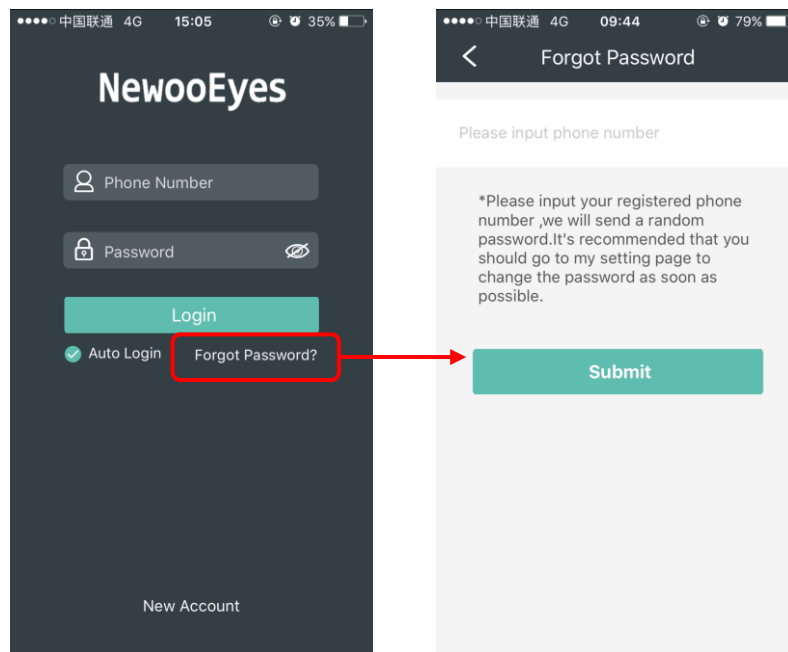 中国联通 4G 15:05 35%
NewooEyes
Phone Number
Password
Login
Auto Login
Forgot Password?
New Account
中国联通 4G 09:44 79%
Forgot Password
Please input phone number
*Please input your registered phone
number ,we will send a random
password.It's recommended that you
should go to my setting page to
change the password as soon as
possible.
Submit